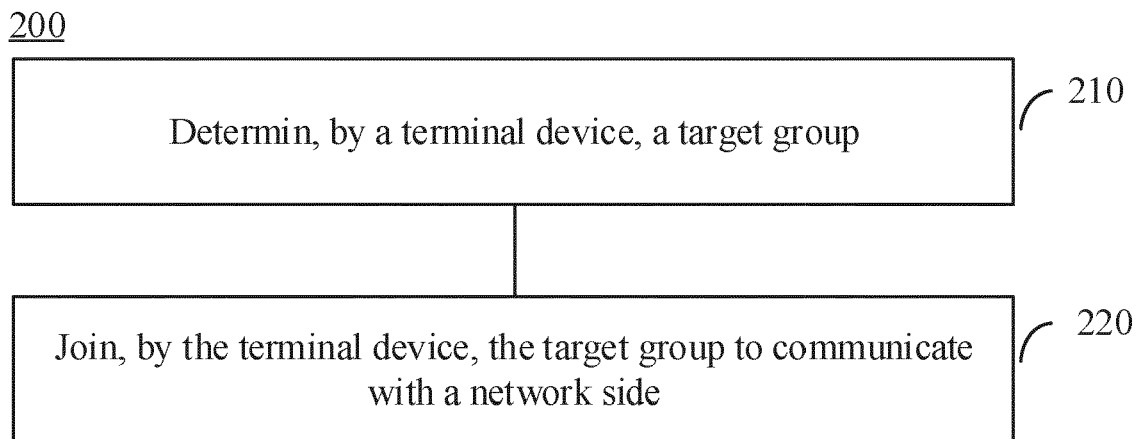 200
Determin, by a terminal device, a target group
210
Join, by the terminal device, the target group to communicate
with a network side
220